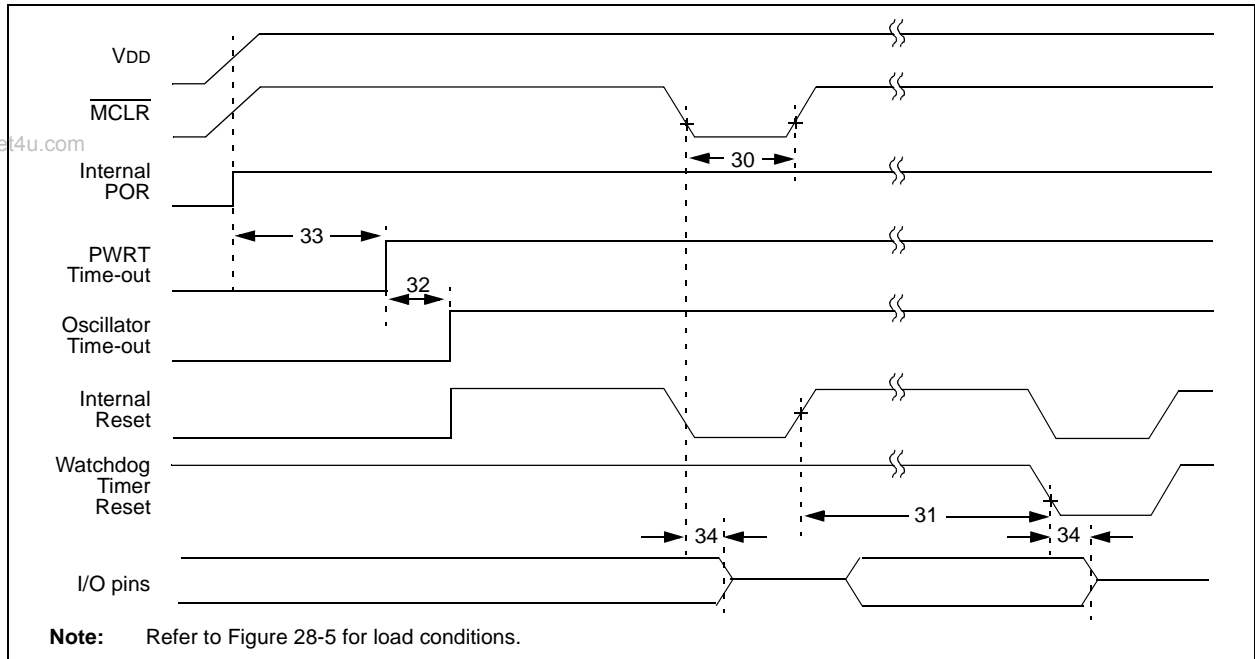 VDD
MCLR
et4u.com
Internal
POR
30
33
PWRT
Time-out
32
Oscillator
Time-out
Internal
Reset
Watchdog
Timer
Reset
31
34
34
I/O pins
Note: Refer to Figure 28-5 for load conditions.